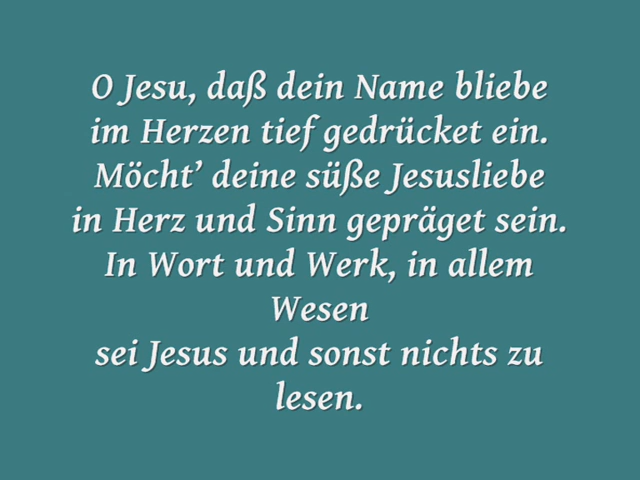 O Jesu, daß dein Name bliebe
im Herzen tief gedrücket ein.
Möcht’ deine süße Jesusliebe
in Herz und Sinn gepräget sein.
In Wort und Werk, in allem
Wesen
sei Jesus und sonst nichts zu
lesen.